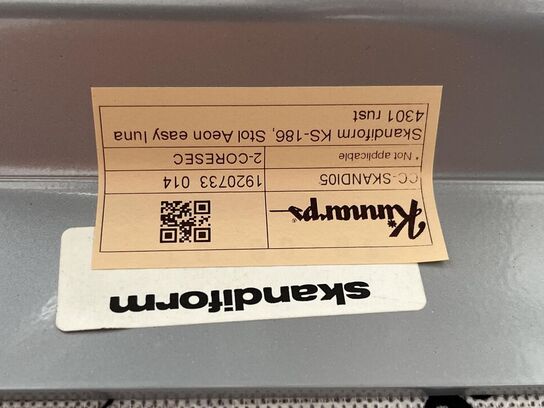 skandiform
Kinnarps
CC-SKANDI05 1920733 014
* Not applicable 2-CORESEC
Skandiform KS-186, Stol Aeon easy luna
4301 rust